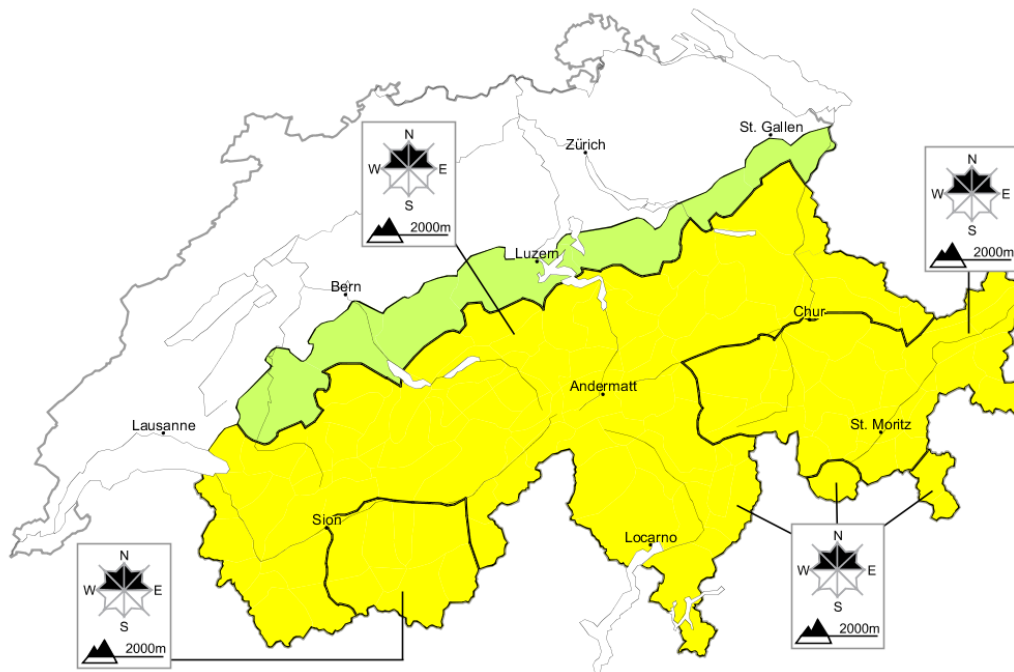 St. Gallen
Zürich
N
W E
S
2000m
N
W E
S
2000m
Luzern
Bern
Chur
Andermatt
Lausanne
St. Moritz
Sion
Locarno
N
W E
S
2000m
N
W E
S
2000m